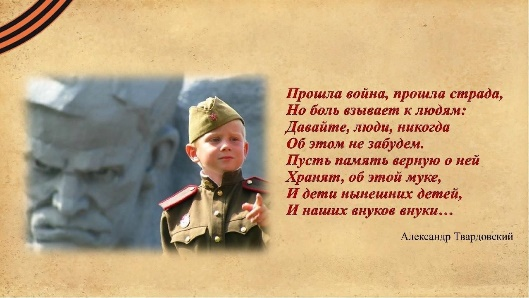 Прошла война, прошла страда,
Но боль взывает к людям:
Давайте, люди, никогда
Об этом не забудем.
Пусть память верную о ней
Хранят, об этой муке,
И дети нынешних детей,
И наших внуков внуки…
Александр Твардовский